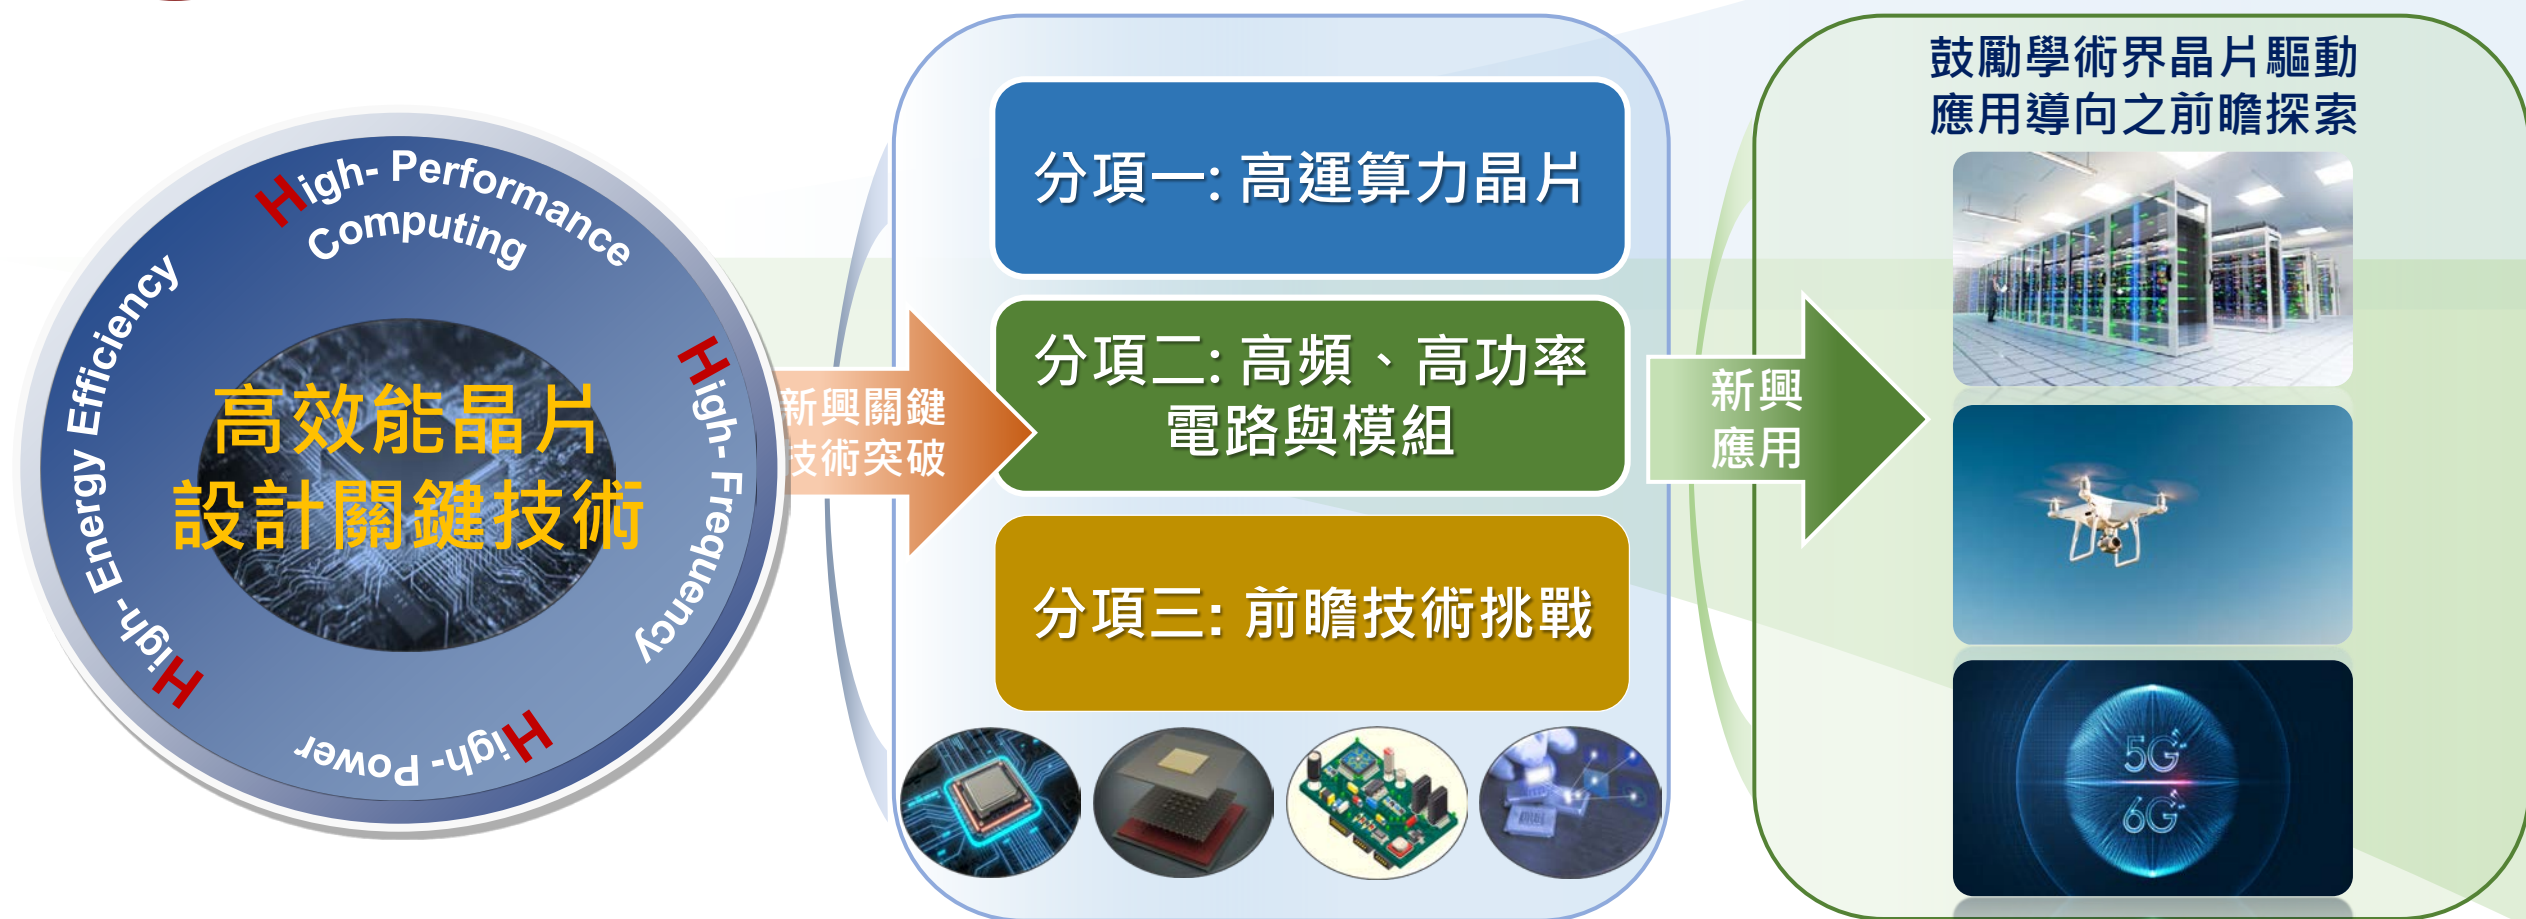 High- Performance
Computing
High- Frequency
High- Power
High- Energy Efficiency
高效能晶片
設計關鍵技術
新興關鍵
技術突破
分項一: 高運算力晶片
分項二: 高頻、高功率
電路與模組
分項三: 前瞻技術挑戰
新興
應用
鼓勵學術界晶片驅動
應用導向之前瞻探索
5G
6G